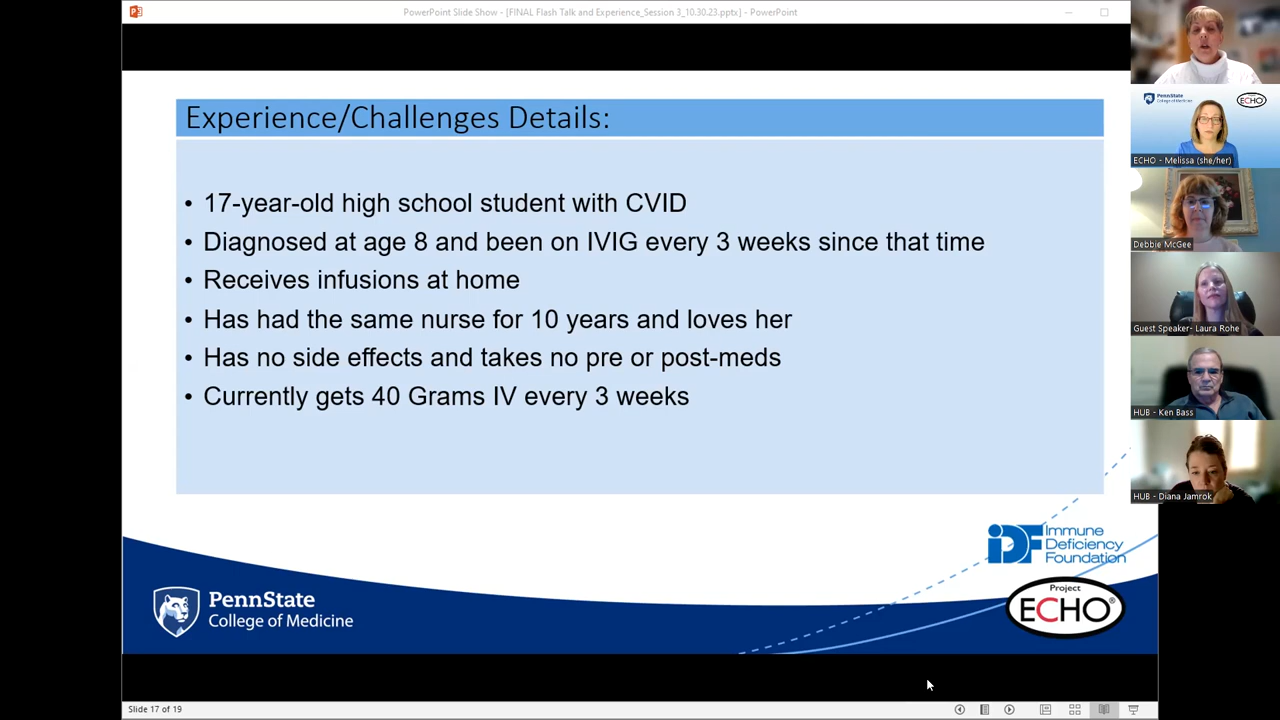 PowerPoint Slide Show - [FINAL Flash Talk and Experience_Session 3_10.30.23.pptx] - PowerPoint
Experience/Challenges Details:
• 17-year-old high school student with CVID
• Diagnosed at age 8 and been on IVIG every 3 weeks since that time
• Receives infusions at home
• Has had the same nurse for 10 years and loves her
• Has no side effects and takes no pre or post-meds
• Currently gets 40 Grams IV every 3 weeks
iDF Immune
Deficiency
Foundation
PennState
College of Medicine
Project
ECHO®
Slide 17 of 19
PennState
College of Medicine
ECHO
ECHO - Melissa (she/her)
Debbie McGee
Guest Speaker- Laura Rohe
HUB - Ken Bass
HUB - Diana Jamrok